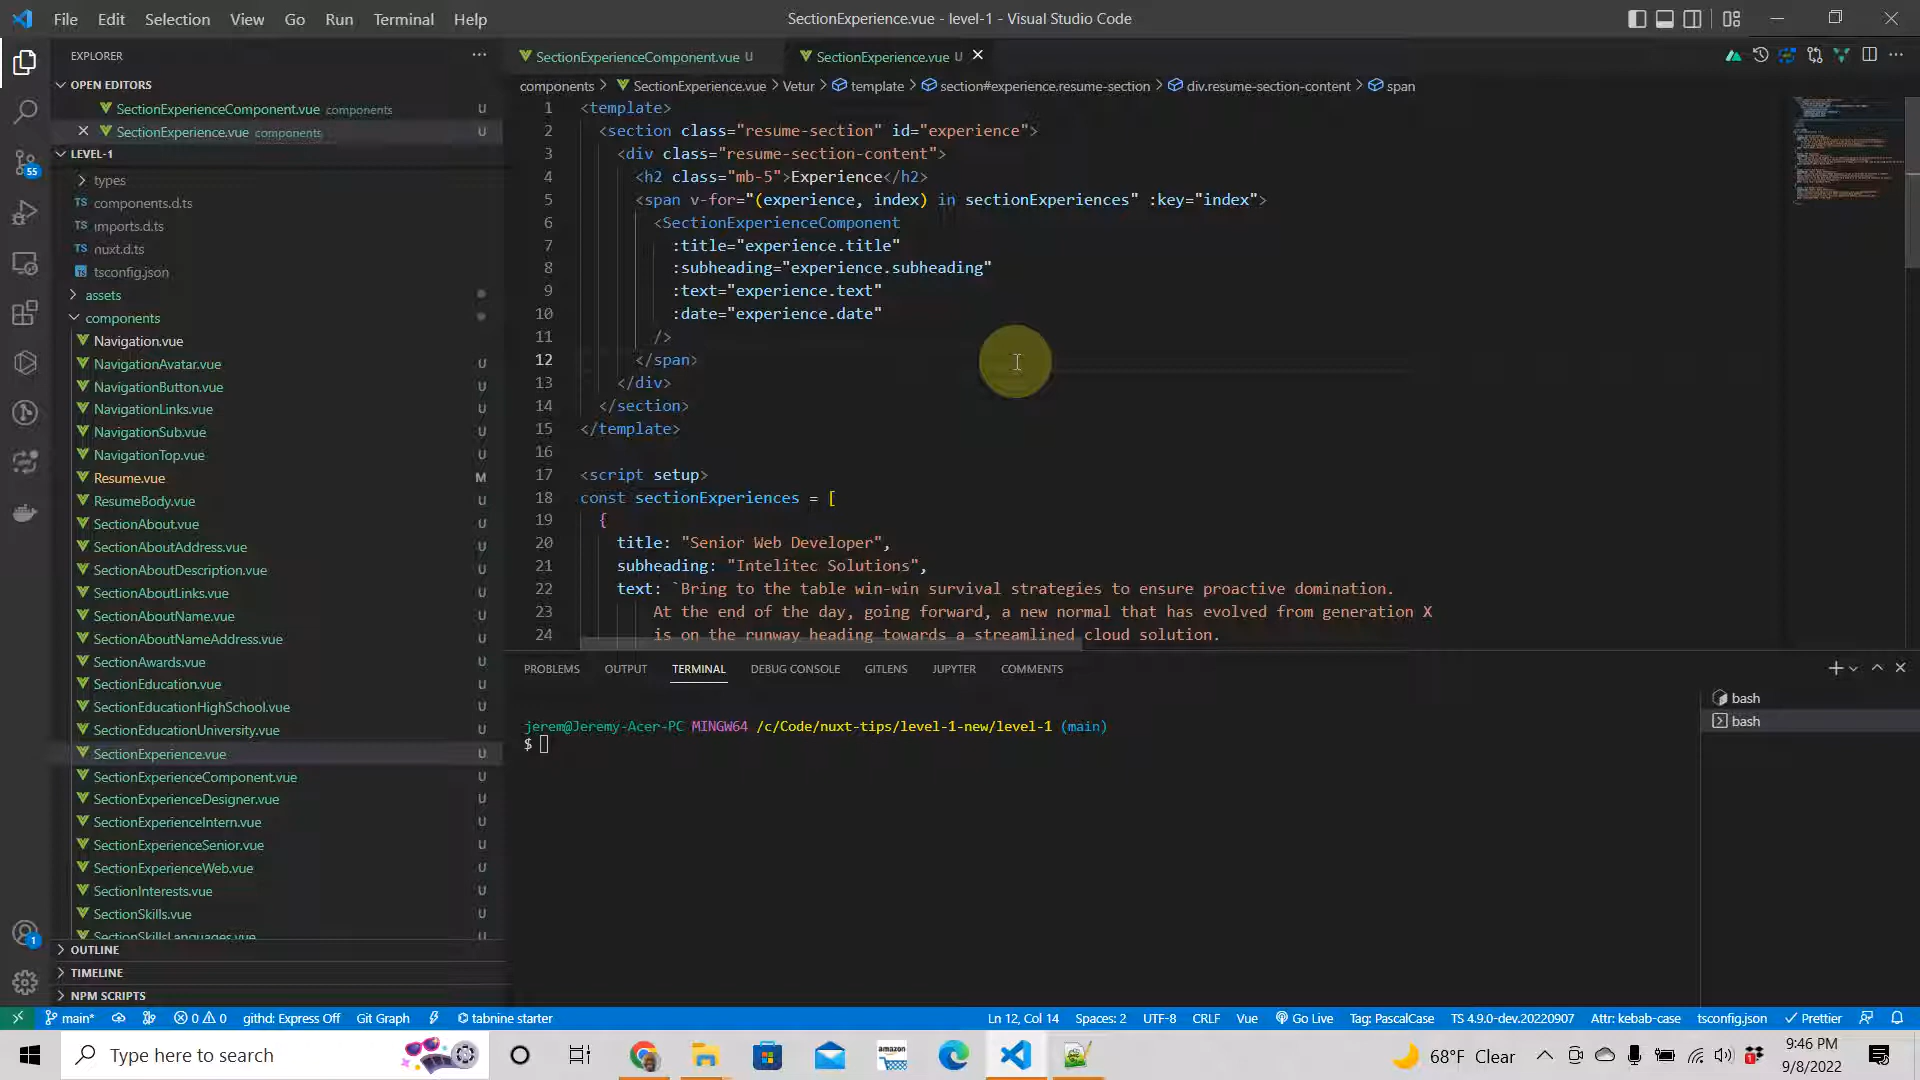 File Edit Selection View Go Run Terminal Help
SectionExperience.vue - level-1 - Visual Studio Code
EXPLORER
OPEN EDITORS
SectionExperienceComponent.vue components U
SectionExperience.vue components U
LEVEL-1
types
TS components.d.ts
TS imports.d.ts
TS nuxt.d.ts
TS tsconfig.json
assets
components
Navigation.vue
NavigationAvatar.vue U
NavigationButton.vue U
NavigationLinks.vue U
NavigationSub.vue U
NavigationTop.vue U
Resume.vue M
ResumeBody.vue U
SectionAbout.vue U
SectionAboutAddress.vue U
SectionAboutDescription.vue U
SectionAboutLinks.vue U
SectionAboutName.vue U
SectionAboutNameAddress.vue U
SectionAwards.vue U
SectionEducation.vue U
SectionEducationHighSchool.vue U
SectionEducationUniversity.vue U
SectionExperience.vue U
SectionExperienceComponent.vue U
SectionExperienceDesigner.vue U
SectionExperienceIntern.vue U
SectionExperienceSenior.vue U
SectionExperienceWeb.vue U
SectionInterests.vue U
SectionSkills.vue U
SectionSkillsLanguages.vue U
OUTLINE
TIMELINE
NPM SCRIPTS
55
1
SectionExperienceComponent.vue U
SectionExperience.vue U
components > SectionExperience.vue > Vetur > template > section#experience.resume-section > div.resume-section-content > span
1 <template>
2 <section class="resume-section" id="experience">
3 <div class="resume-section-content">
4 <h2 class="mb-5">Experience</h2>
5 <span v-for="(experience, index) in sectionExperiences" :key="index">
6 <SectionExperienceComponent
7 :title="experience.title"
8 :subheading="experience.subheading"
9 :text="experience.text"
10 :date="experience.date"
11 />
12 </span>
13 </div>
14 </section>
15 </template>
16
17 <script setup>
18 const sectionExperiences = [
19 {
20 title: "Senior Web Developer",
21 subheading: "Intelitec Solutions",
22 text: `Bring to the table win-win survival strategies to ensure proactive domination.
23 At the end of the day, going forward, a new normal that has evolved from generation X
24 is on the runway heading towards a streamlined cloud solution.
PROBLEMS OUTPUT TERMINAL DEBUG CONSOLE GITLENS JUPYTER COMMENTS
jerem@Jeremy-Acer-PC MINGW64 /c/Code/nuxt-tips/level-1-new/level-1 (main)
$
bash
bash
main* 0 0 githd: Express Off Git Graph tabnine starter
Ln 12, Col 14 Spaces: 2 UTF-8 CRLF Vue Go Live Tag: PascalCase TS 4.9.0-dev.20220907 Attr: kebab-case tsconfig.json Prettier
Type here to search
amazon
68°F Clear
9:46 PM
9/8/2022